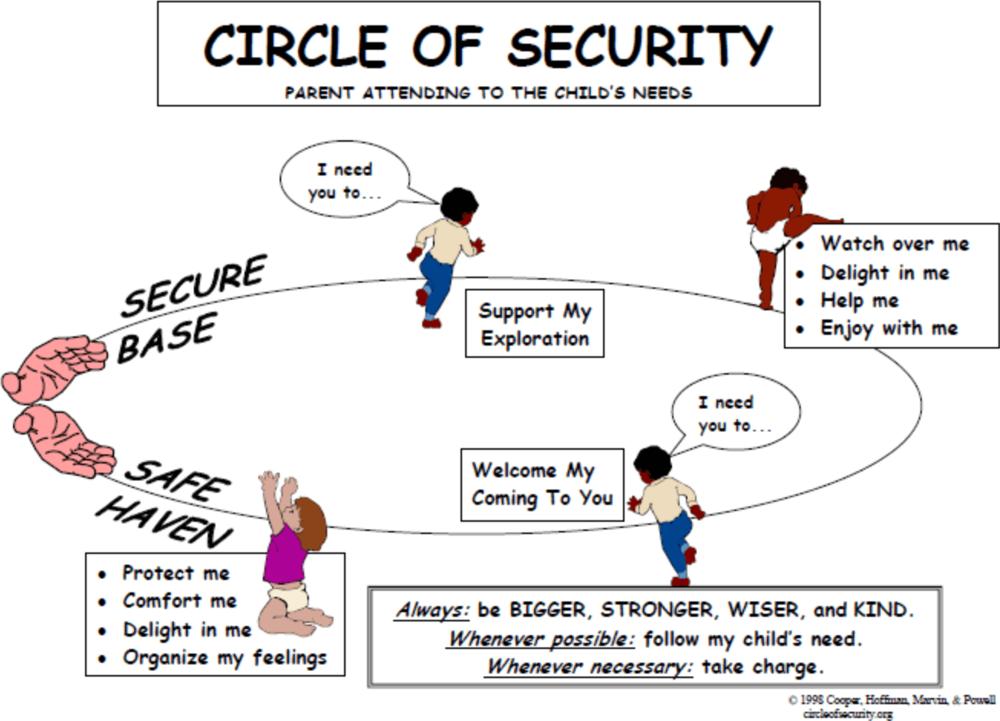 CIRCLE OF SECURITY
PARENT ATTENDING TO THE CHILD'S NEEDS
I need
you to...
SECURE
BASE
Support My
Exploration
• Watch over me
• Delight in me
• Help me
• Enjoy with me
I need
you to...
Welcome My
Coming To You
SAFE
HAVEN
• Protect me
• Comfort me
• Delight in me
• Organize my feelings
Always: be BIGGER, STRONGER, WISER, and KIND.
Whenever possible: follow my child's need.
Whenever necessary: take charge.
© 1998 Cooper, Hoffman, Marvin, & Powell
circleofsecurity.org